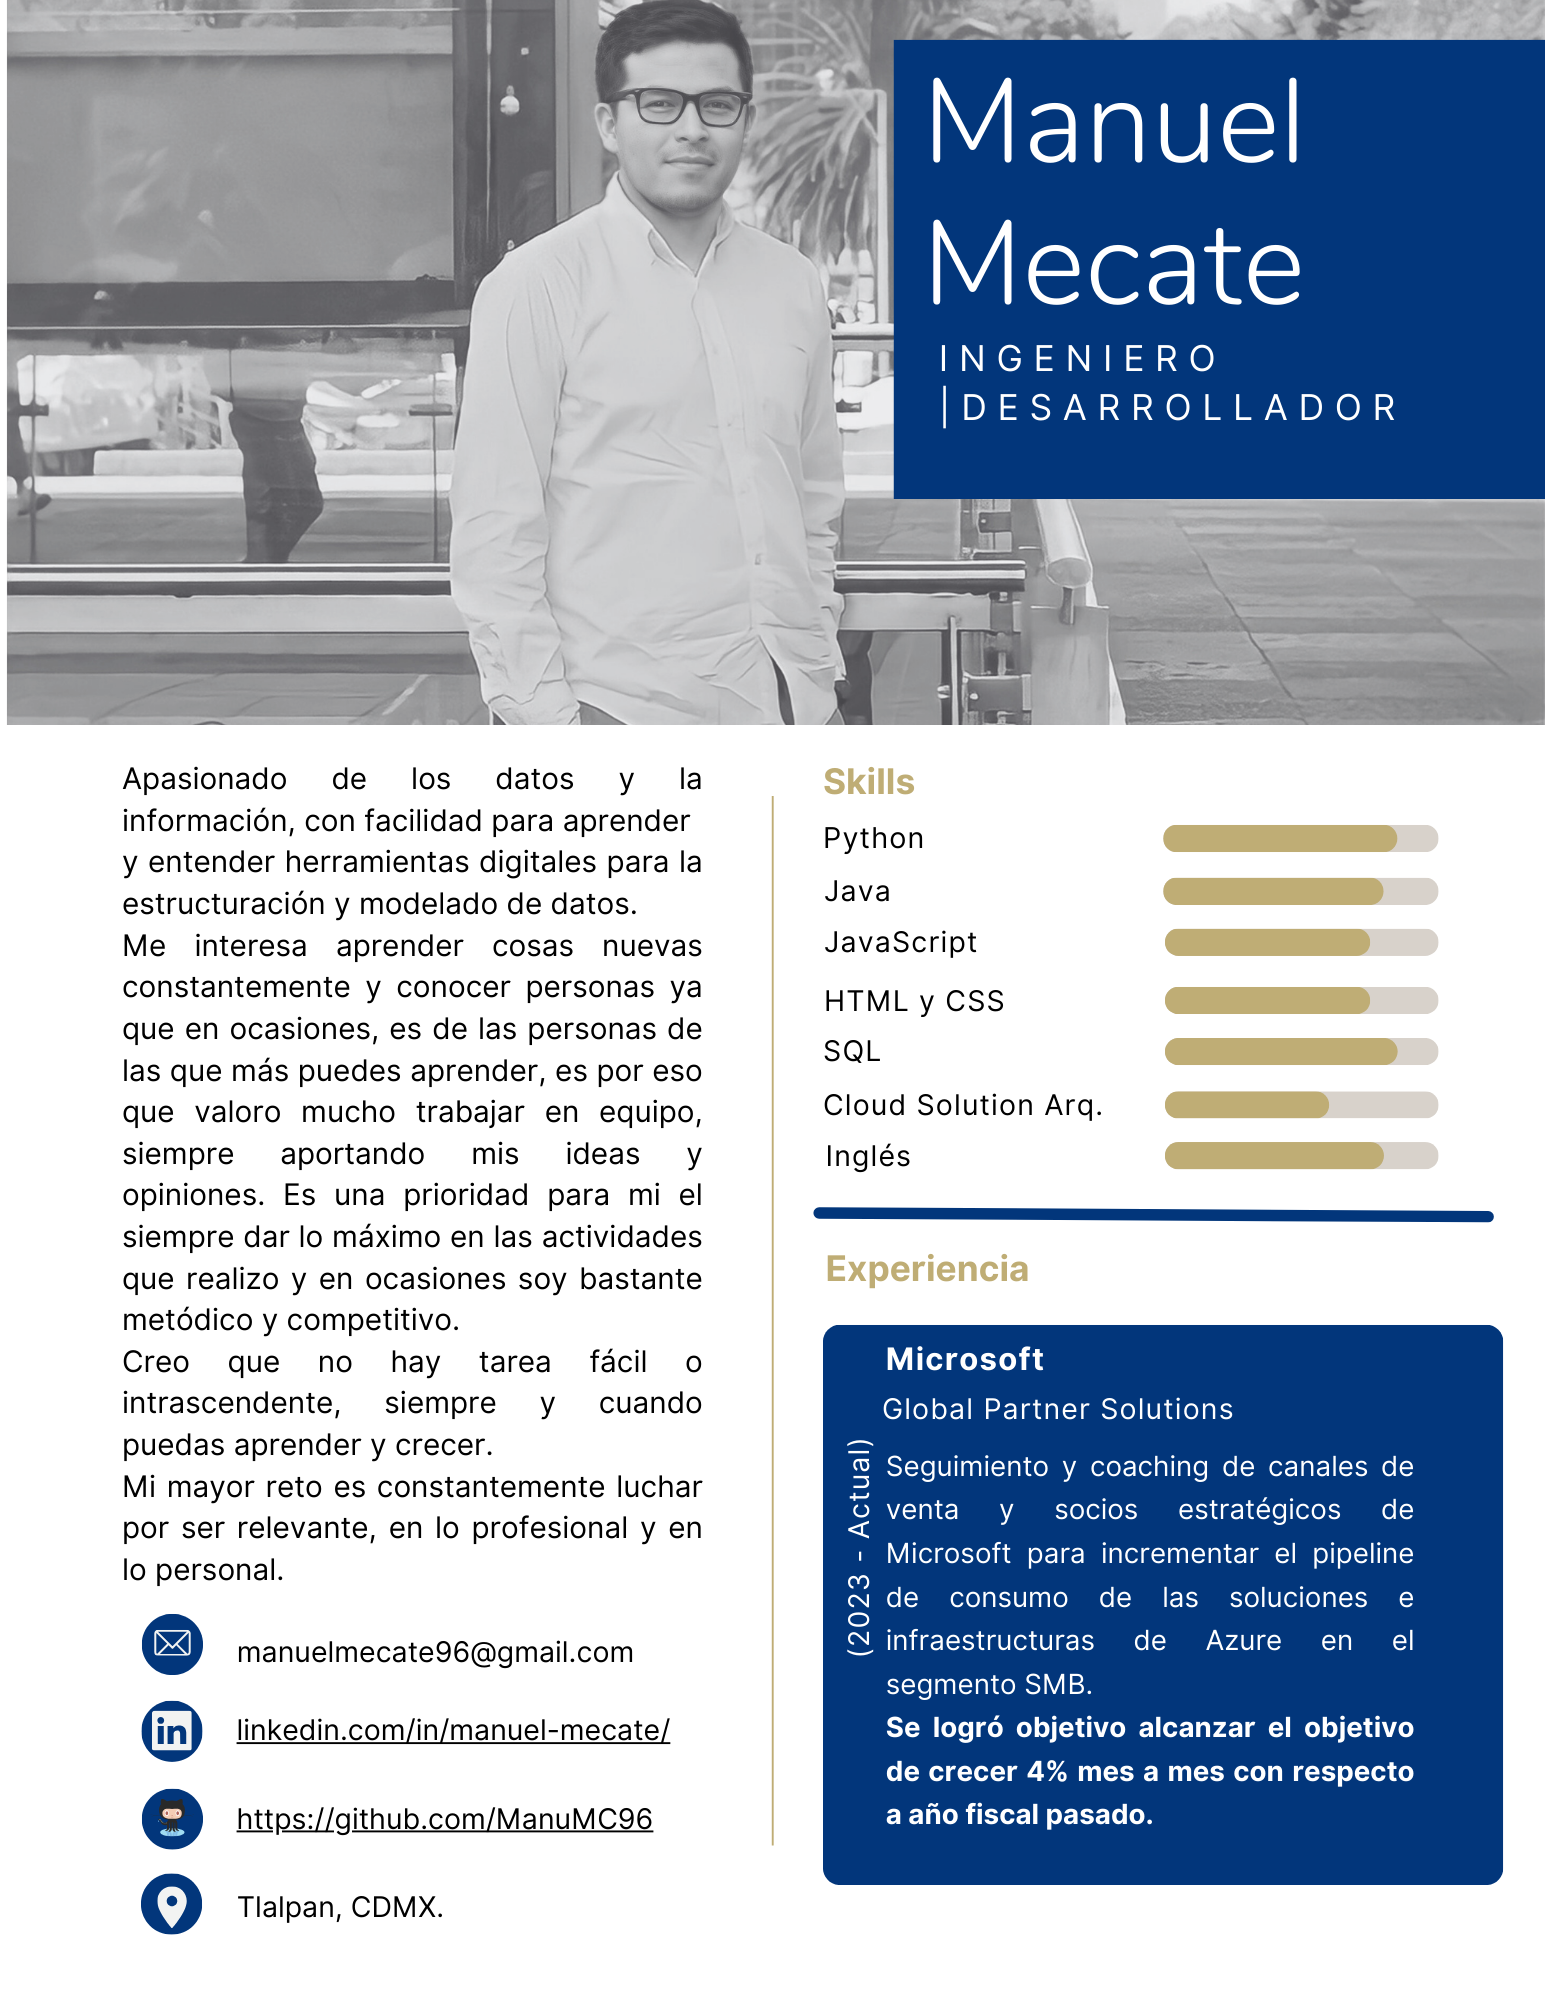 Manuel
Mecate
INGENIERO
|DESARROLLADOR
Apasionado de los datos y la
información, con facilidad para aprender
y entender herramientas digitales para la
estructuración y modelado de datos.
Me interesa aprender cosas nuevas
constantemente y conocer personas ya
que en ocasiones, es de las personas de
las que más puedes aprender, es por eso
que valoro mucho trabajar en equipo,
siempre aportando mis ideas y
opiniones. Es una prioridad para mi el
siempre dar lo máximo en las actividades
que realizo y en ocasiones soy bastante
metódico y competitivo.
Creo que no hay tarea fácil o
intrascendente, siempre y cuando
puedas aprender y crecer.
Mi mayor reto es constantemente luchar
por ser relevante, en lo profesional y en
lo personal.
manuelmecate96@gmail.com
linkedin.com/in/manuel-mecate/
https://github.com/ManuMC96
Tlalpan, CDMX.
Skills
Python
Java
JavaScript
HTML y CSS
SQL
Cloud Solution Arq.
Inglés
Experiencia
Microsoft
Global Partner Solutions
(2023 - Actual)
Seguimiento y coaching de canales de
venta y socios estratégicos de
Microsoft para incrementar el pipeline
de consumo de las soluciones e
infraestructuras de Azure en el
segmento SMB.
Se logró objetivo alcanzar el objetivo
de crecer 4% mes a mes con respecto
a año fiscal pasado.